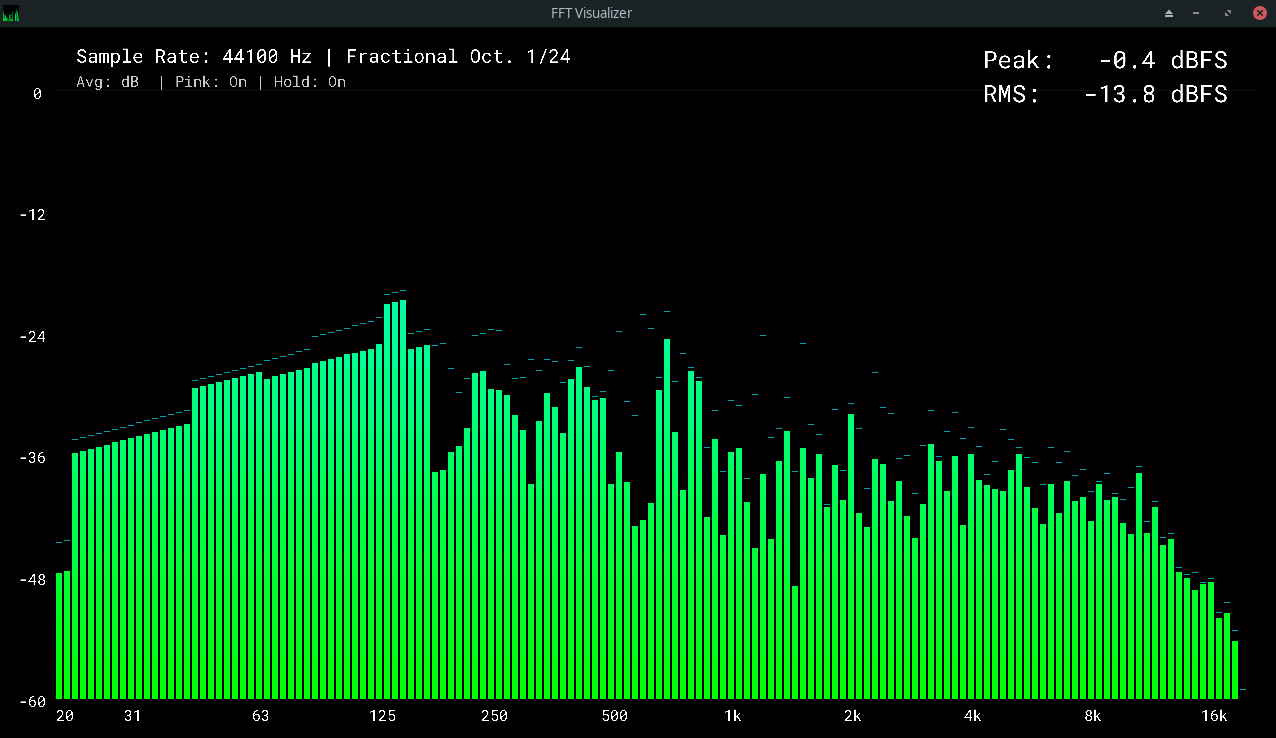 FFT Visualizer
Sample Rate: 44100 Hz | Fractional Oct. 1/24
Avg: dB  | Pink: On | Hold: On
Peak:   -0.4 dBFS
RMS:   -13.8 dBFS
0
-12
-24
-36
-48
-60
20 31 63 125 250 500 1k 2k 4k 8k 16k